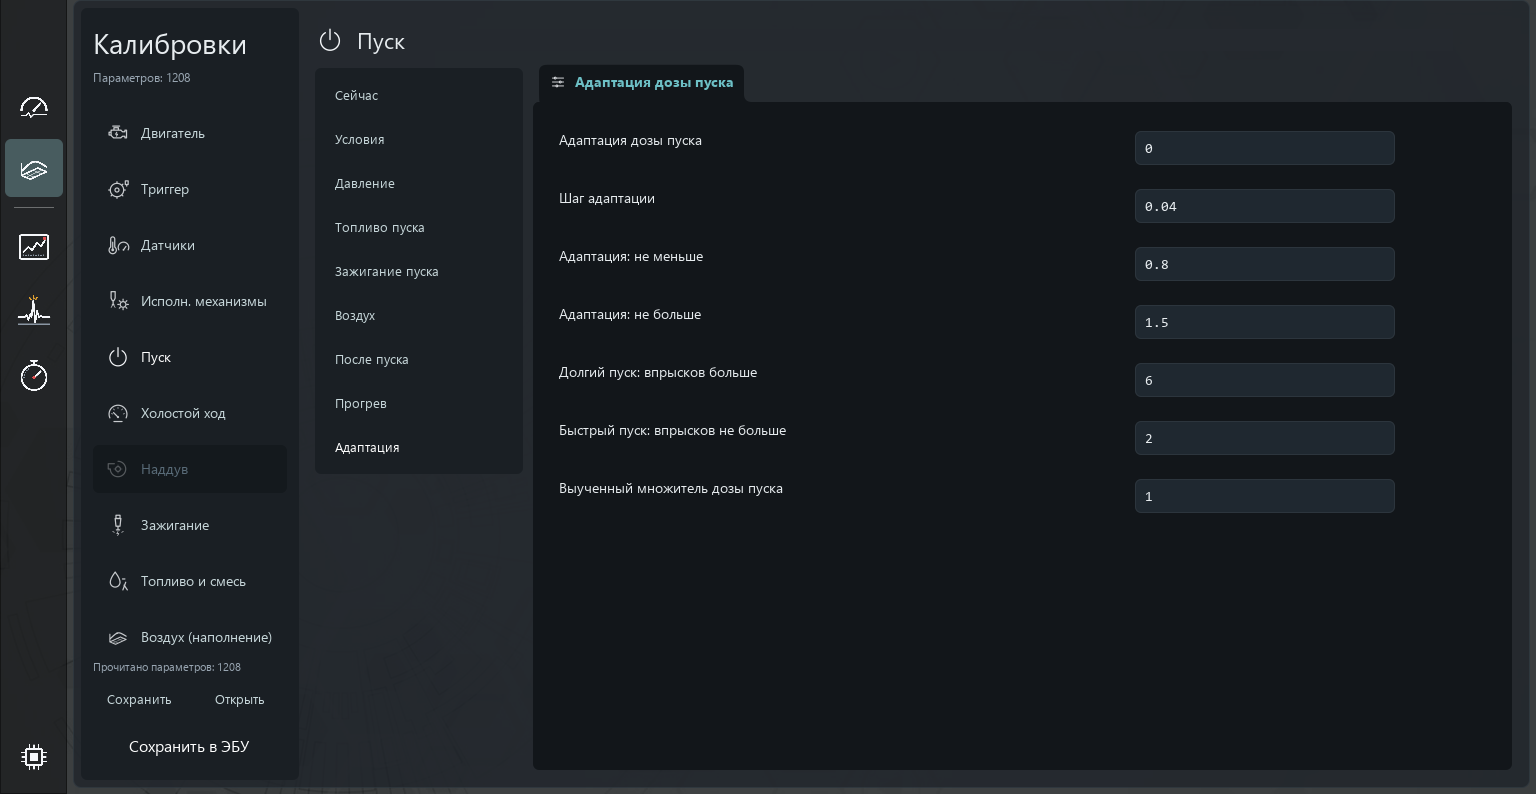 Калибровки
Параметров: 1208
Двигатель
Триггер
Датчики
Исполн. механизмы
Пуск
Холостой ход
Наддув
Зажигание
Топливо и смесь
Воздух (наполнение)
Прочитано параметров: 1208
Сохранить Открыть
Сохранить в ЭБУ
Пуск
Сейчас
Условия
Давление
Топливо пуска
Зажигание пуска
Воздух
После пуска
Прогрев
Адаптация
Адаптация дозы пуска
Адаптация дозы пуска 0
Шаг адаптации 0.04
Адаптация: не меньше 0.8
Адаптация: не больше 1.5
Долгий пуск: впрысков больше 6
Быстрый пуск: впрысков не больше 2
Выученный множитель дозы пуска 1